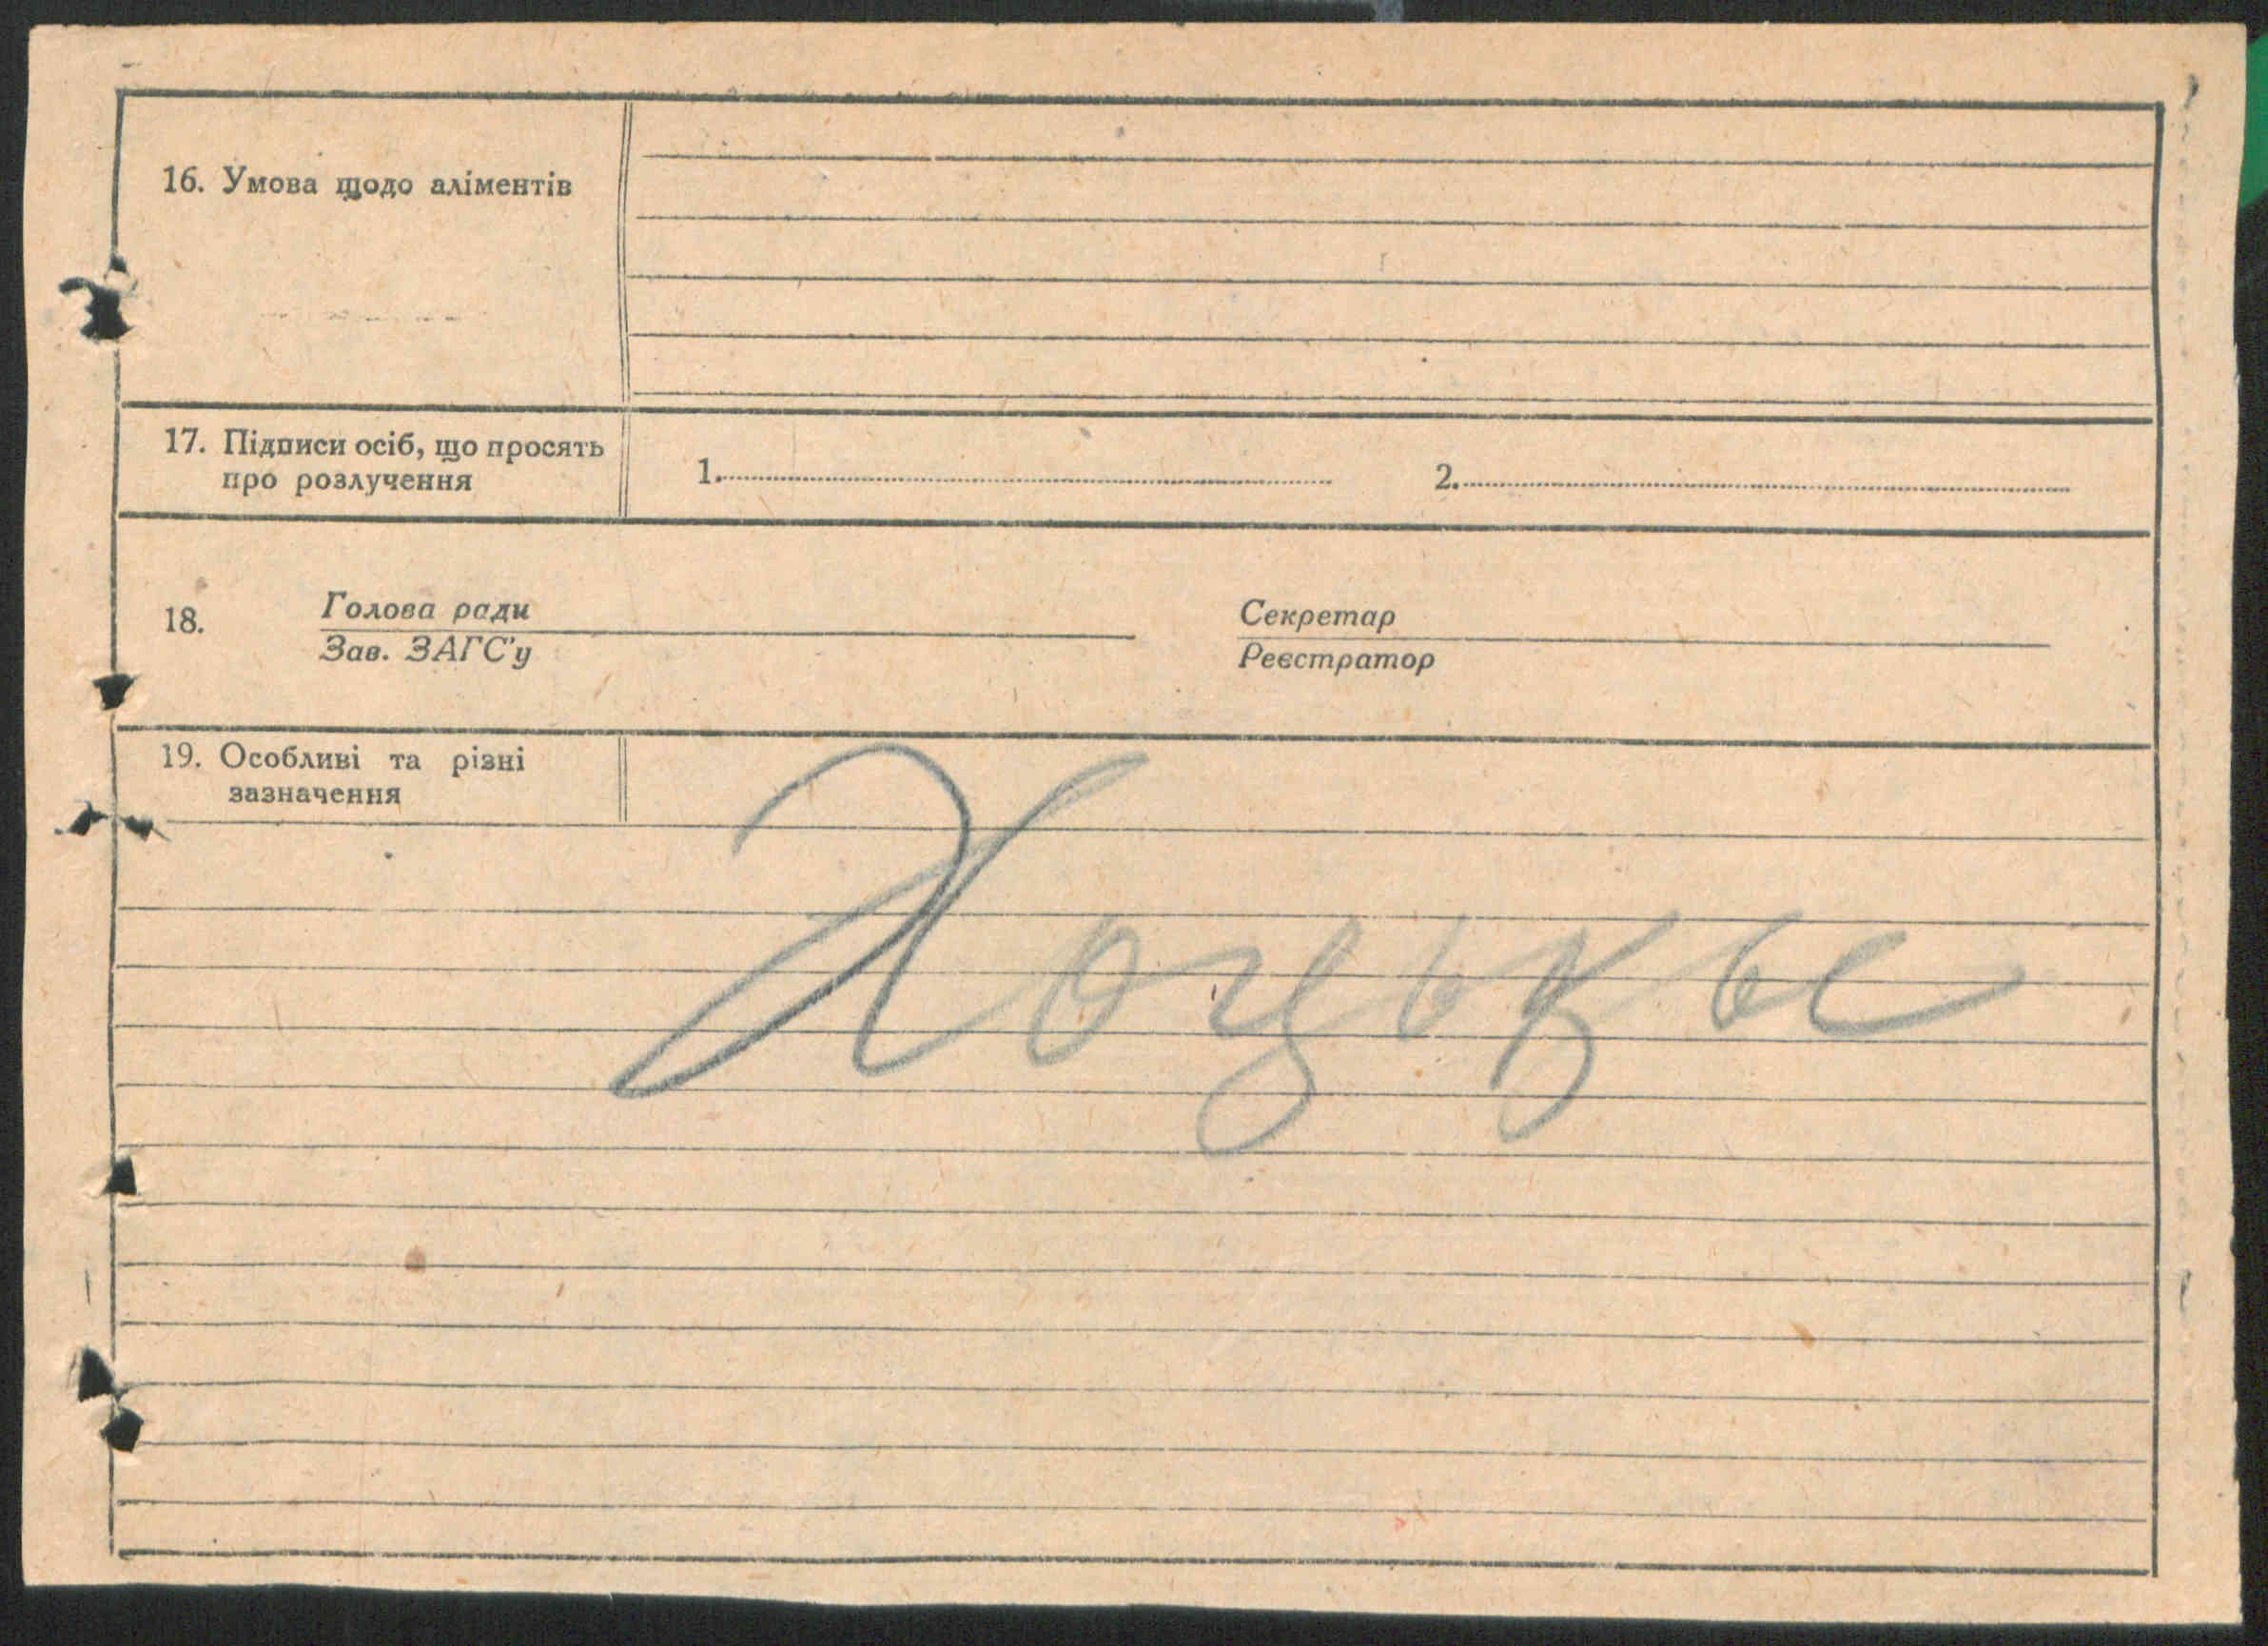 16. Умова щодо аліментів
17. Підписи осіб, що просять
про розлучення
1.
2.
18.
Голова ради
Зав. ЗАГС'у
Секретар
Реєстратор
19. Особливі та різні
зазначення